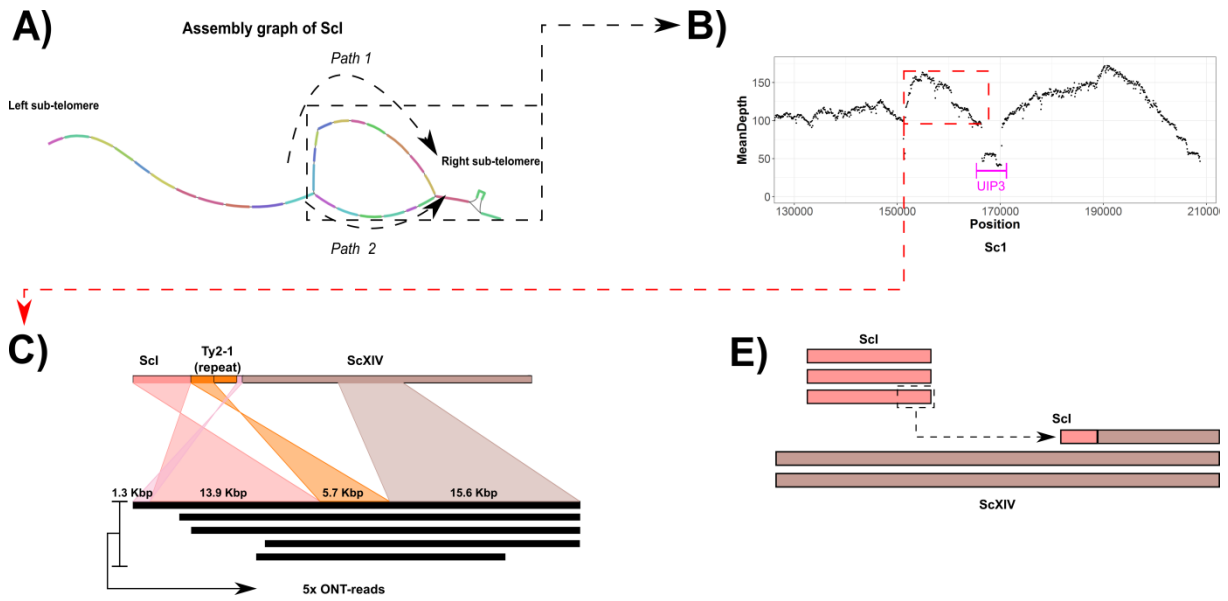 A)
Assembly graph of ScI
Path 1
Left sub-telomere
Right sub-telomere
Path 2
B)
MeanDepth
150
100
50
0
UIP3
130000 150000 170000 190000 210000
Position
Sc1
C)
ScI
Ty2-1
(repeat)
ScXIV
1.3 Kbp 13.9 Kbp 5.7 Kbp 15.6 Kbp
5x ONT-reads
E)
ScI
ScI
ScXIV